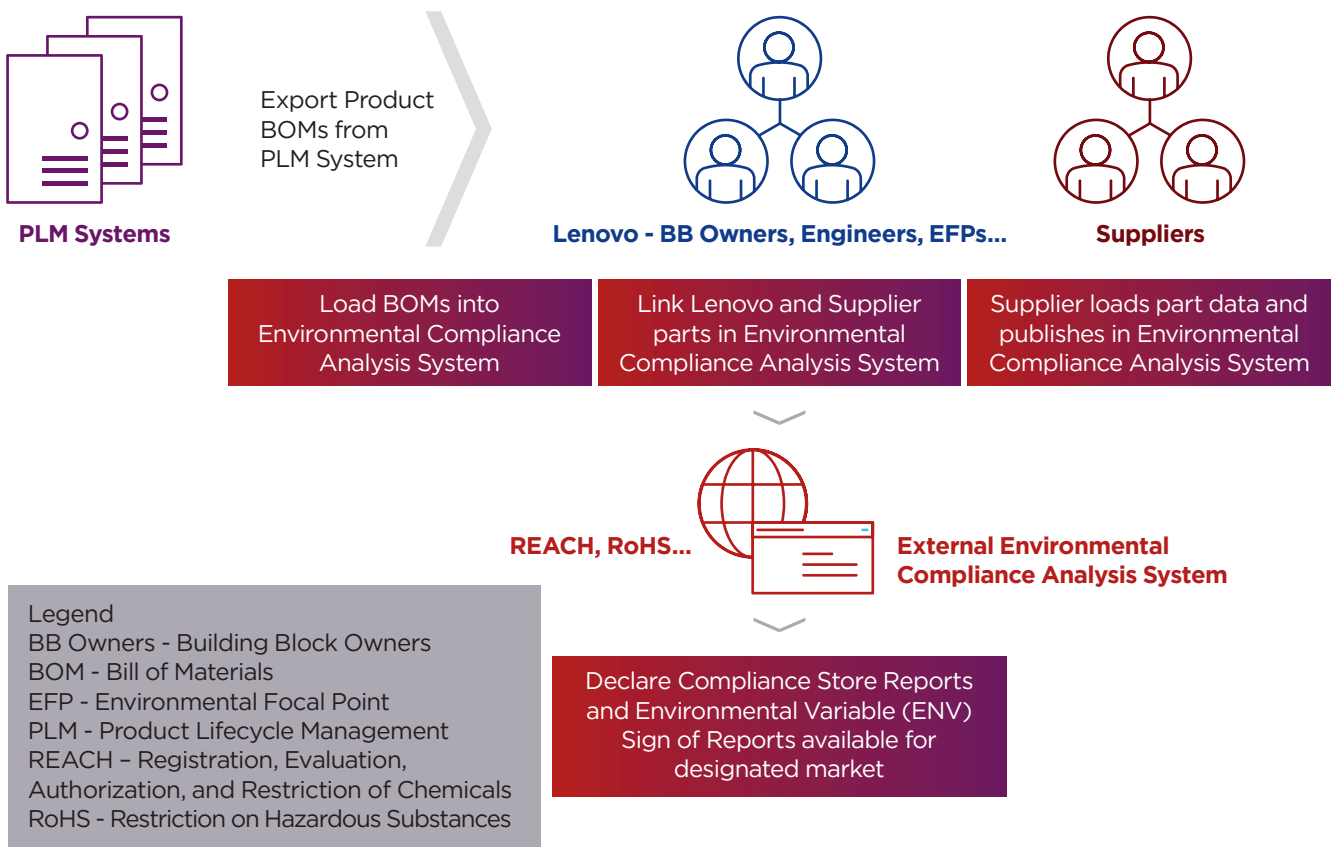 Export Product
BOMs from
PLM System
PLM Systems
Lenovo - BB Owners, Engineers, EFPs...
Suppliers
Load BOMs into
Environmental Compliance
Analysis System
Link Lenovo and Supplier
parts in Environmental
Compliance Analysis System
Supplier loads part data and
publishes in Environmental
Compliance Analysis System
REACH, RoHS...
External Environmental
Compliance Analysis System
Legend
BB Owners - Building Block Owners
BOM - Bill of Materials
EFP - Environmental Focal Point
PLM - Product Lifecycle Management
REACH – Registration, Evaluation,
Authorization, and Restriction of Chemicals
RoHS - Restriction on Hazardous Substances
Declare Compliance Store Reports
and Environmental Variable (ENV)
Sign of Reports available for
designated market